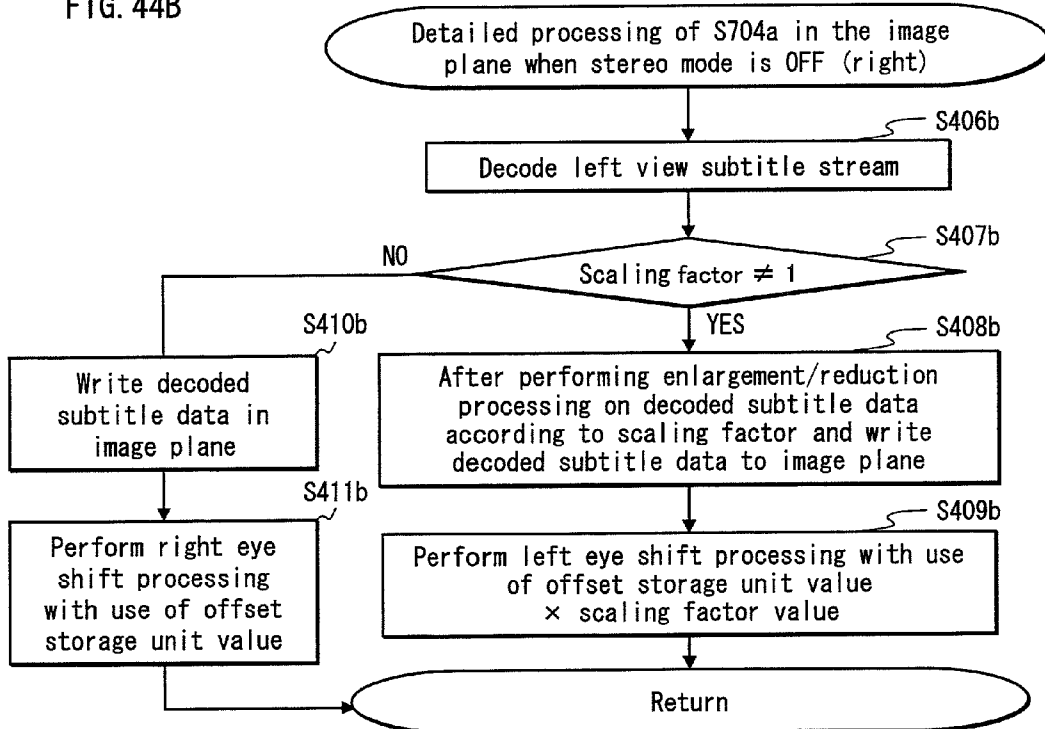 FIG. 44B
Detailed processing of S704a in the image
plane when stereo mode is OFF (right)
S406b
Decode left view subtitle stream
S407b
NO
Scaling factor ≠ 1
YES
S410b
S408b
Write decoded
subtitle data in
image plane
After performing enlargement/reduction
processing on decoded subtitle data
according to scaling factor and write
decoded subtitle data to image plane
S411b
S409b
Perform right eye
shift processing
with use of offset
storage unit value
Perform left eye shift processing with use
of offset storage unit value
× scaling factor value
Return